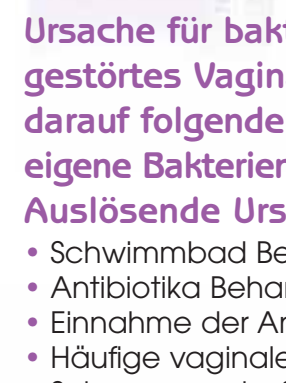 Ursache für bakt
gestörtes Vagin
darauf folgende
eigene Bakterien
Auslösende Urs
• Schwimmbad Be
• Antibiotika Behan
• Einnahme der An
• Häufige vaginale